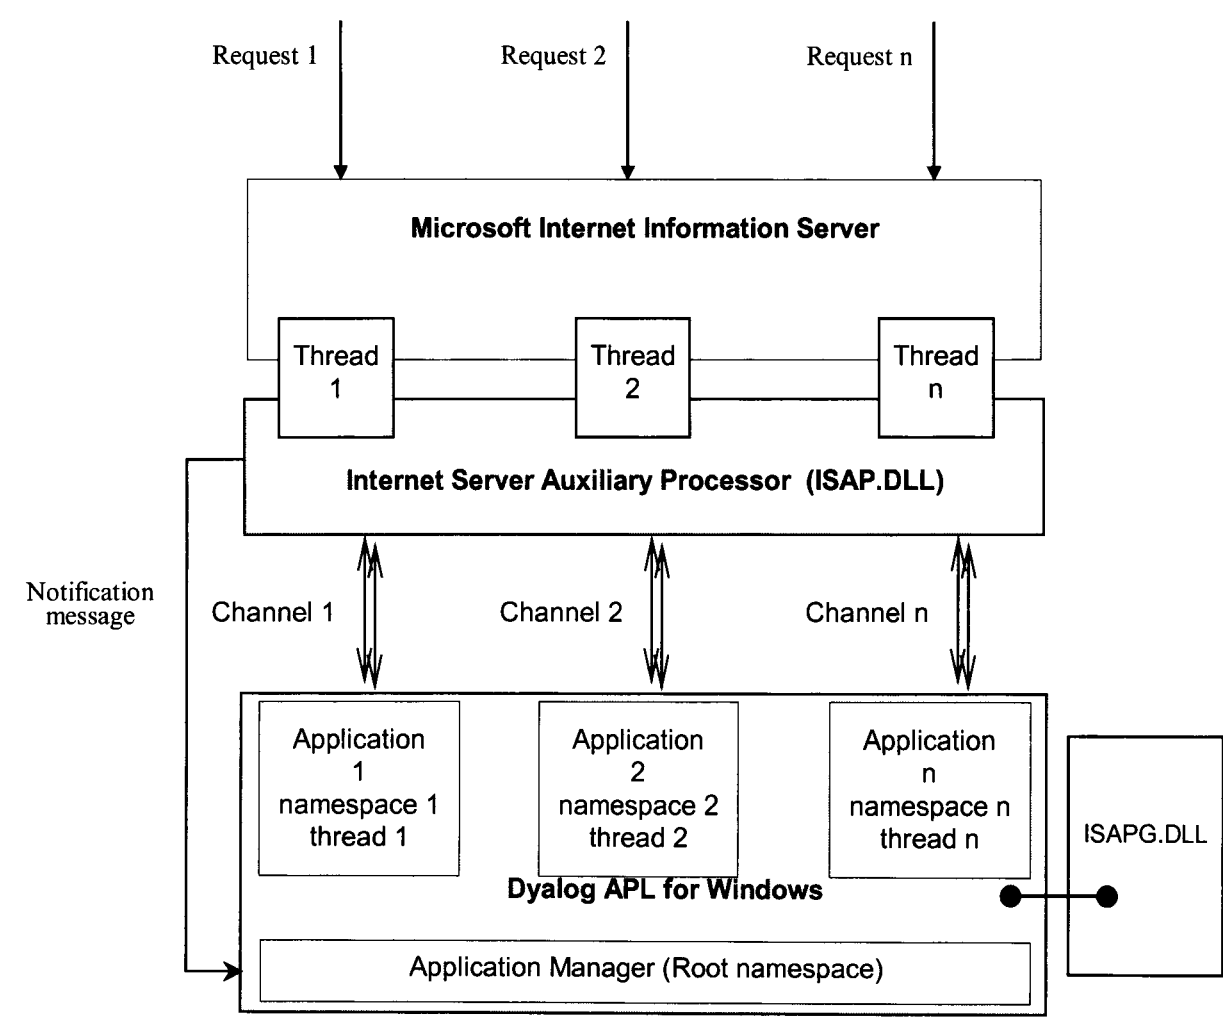 Request 1
Request 2
Request n
Microsoft Internet Information Server
Thread
1
Thread
2
Thread
n
Internet Server Auxiliary Processor (ISAP.DLL)
Notification
message
Channel 1
Channel 2
Channel n
Application
1
namespace 1
thread 1
Application
2
namespace 2
thread 2
Application
n
namespace n
thread n
ISAPG.DLL
Dyalog APL for Windows
Application Manager (Root namespace)